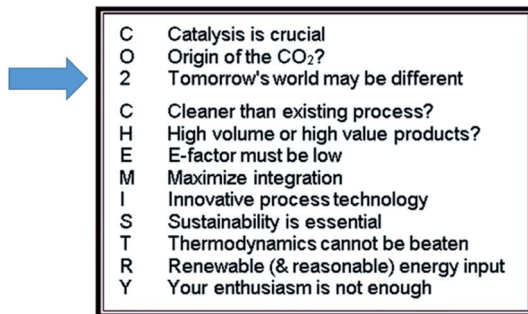 C Catalysis is crucial
O Origin of the CO₂?
2 Tomorrow's world may be different
C Cleaner than existing process?
H High volume or high value products?
E E-factor must be low
M Maximize integration
I Innovative process technology
S Sustainability is essential
T Thermodynamics cannot be beaten
R Renewable (& reasonable) energy input
Y Your enthusiasm is not enough